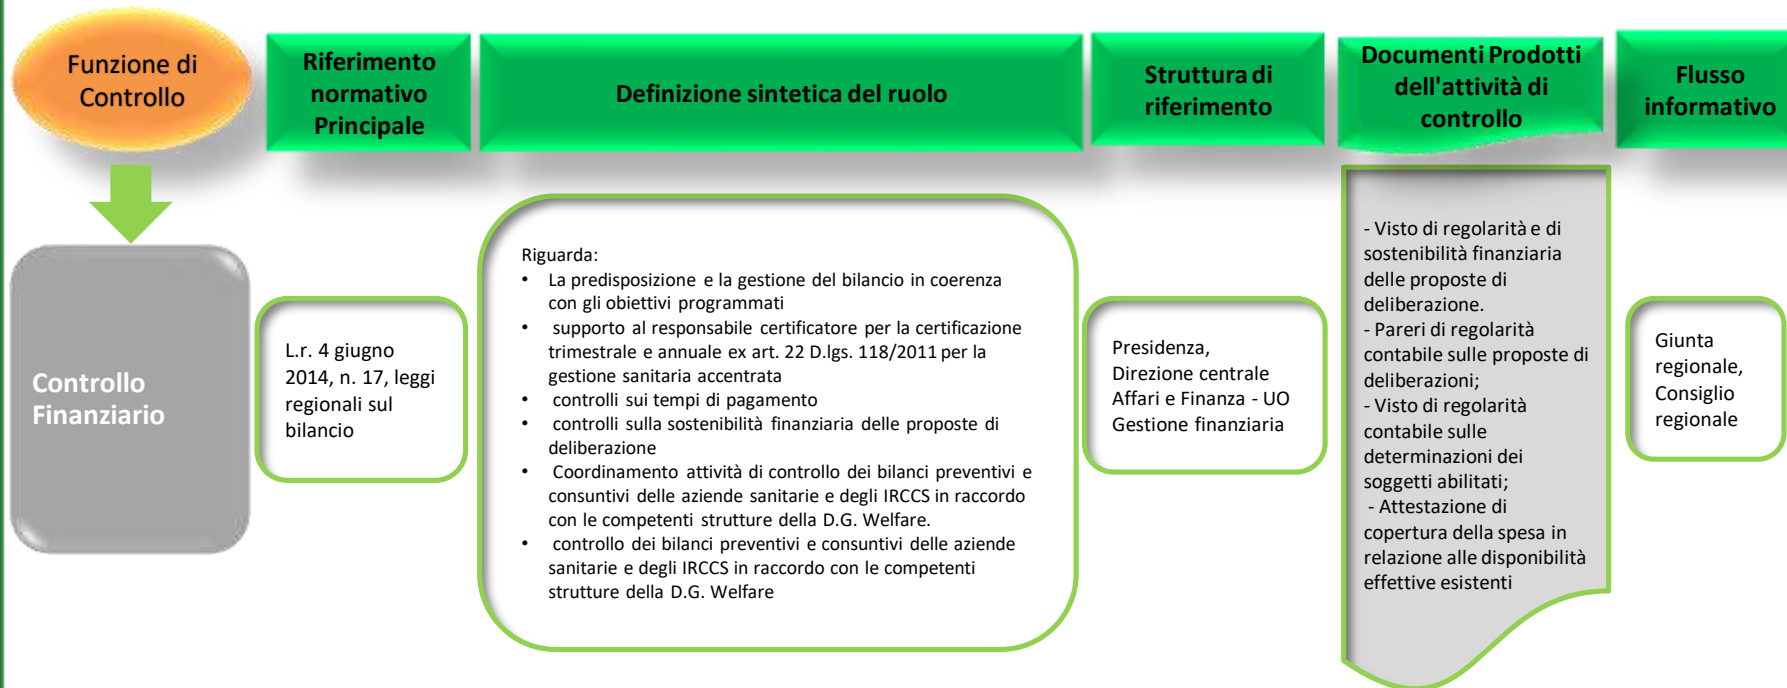 Funzione di
Controllo
Riferimento
normativo
Principale
Definizione sintetica del ruolo
Struttura di
riferimento
Documenti Prodotti
dell'attività di
controllo
Flusso
informativo
Controllo
Finanziario
L.r. 4 giugno
2014, n. 17, leggi
regionali sul
bilancio
Riguarda:
• La predisposizione e la gestione del bilancio in coerenza
con gli obiettivi programmati
• supporto al responsabile certificatore per la certificazione
trimestrale e annuale ex art. 22 D.lgs. 118/2011 per la
gestione sanitaria accentrata
• controlli sui tempi di pagamento
• controlli sulla sostenibilità finanziaria delle proposte di
deliberazione
• Coordinamento attività di controllo dei bilanci preventivi e
consuntivi delle aziende sanitarie e degli IRCCS in raccordo
con le competenti strutture della D.G. Welfare.
• controllo dei bilanci preventivi e consuntivi delle aziende
sanitarie e degli IRCCS in raccordo con le competenti
strutture della D.G. Welfare
Presidenza,
Direzione centrale
Affari e Finanza - UO
Gestione finanziaria
- Visto di regolarità e di
sostenibilità finanziaria
delle proposte di
deliberazione.
- Pareri di regolarità
contabile sulle proposte di
deliberazioni;
- Visto di regolarità
contabile sulle
determinazioni dei
soggetti abilitati;
- Attestazione di
copertura della spesa in
relazione alle disponibilità
effettive esistenti
Giunta
regionale,
Consiglio
regionale